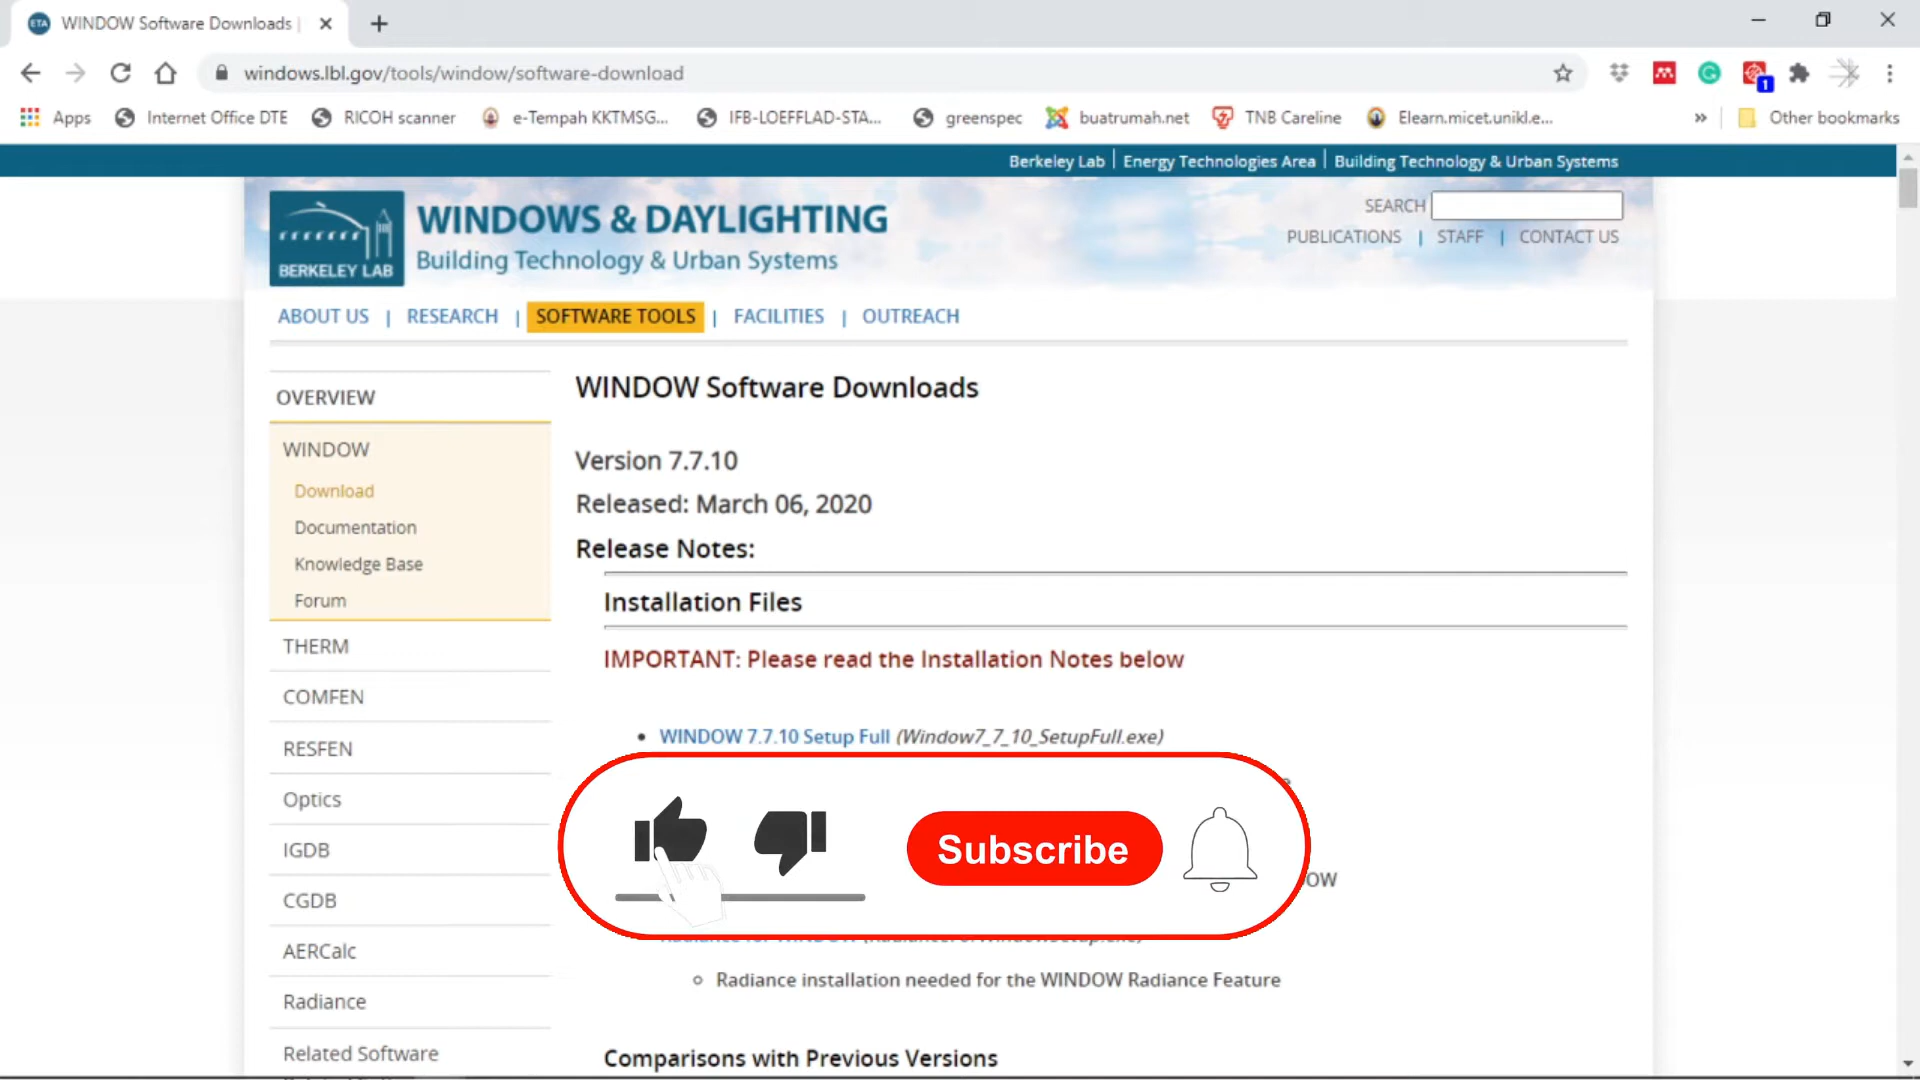 ETA WINDOW Software Downloads |
windows.lbl.gov/tools/window/software-download
1
Apps Internet Office DTE RICOH scanner e-Tempah KKTMSG... IFB-LOEFFLAD-STA... greenspec buatrumah.net TNB Careline Elearn.micet.unikl.e... » Other bookmarks
Berkeley Lab | Energy Technologies Area | Building Technology & Urban Systems
BERKELEY LAB
WINDOWS & DAYLIGHTING
Building Technology & Urban Systems
SEARCH
PUBLICATIONS | STAFF | CONTACT US
ABOUT US | RESEARCH | SOFTWARE TOOLS | FACILITIES | OUTREACH
OVERVIEW
WINDOW
Download
Documentation
Knowledge Base
Forum
THERM
COMFEN
RESFEN
Optics
IGDB
CGDB
AERCalc
Radiance
Related Software
WINDOW Software Downloads
Version 7.7.10
Released: March 06, 2020
Release Notes:
Installation Files
IMPORTANT: Please read the Installation Notes below
• WINDOW 7.7.10 Setup Full (Window7_7_10_SetupFull.exe)
Subscribe
OW
Radiance installation needed for the WINDOW Radiance Feature
Comparisons with Previous Versions